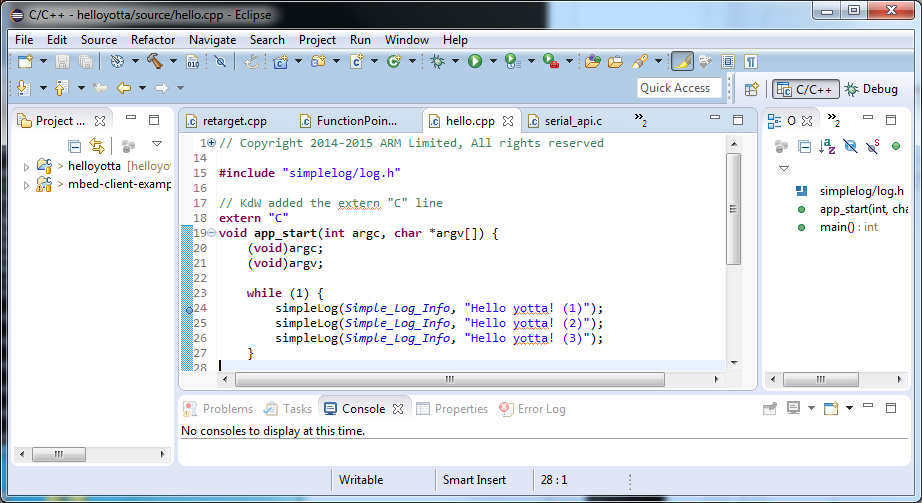 C/C++ - helloyotta/source/hello.cpp - Eclipse
File Edit Source Refactor Navigate Search Project Run Window Help
010
Quick Access
C/C++
Debug
Project ...
retarget.cpp
FunctionPoin...
hello.cpp
serial_api.c
»2
O
»2
helloyotta [helloyot
mbed-client-examp
1 // Copyright 2014-2015 ARM Limited, All rights reserved
14
15 #include "simplelog/log.h"
16
17 // KdW added the extern "C" line
18 extern "C"
19 void app_start(int argc, char *argv[]) {
20 (void)argc;
21 (void)argv;
22
23 while (1) {
24 simpleLog(Simple_Log_Info, "Hello yotta! (1)");
25 simpleLog(Simple_Log_Info, "Hello yotta! (2)");
26 simpleLog(Simple_Log_Info, "Hello yotta! (3)");
27 }
28
simplelog/log.h
app_start(int, cha
main() : int
Problems
Tasks
Console
Properties
Error Log
No consoles to display at this time.
Writable
Smart Insert
28 : 1